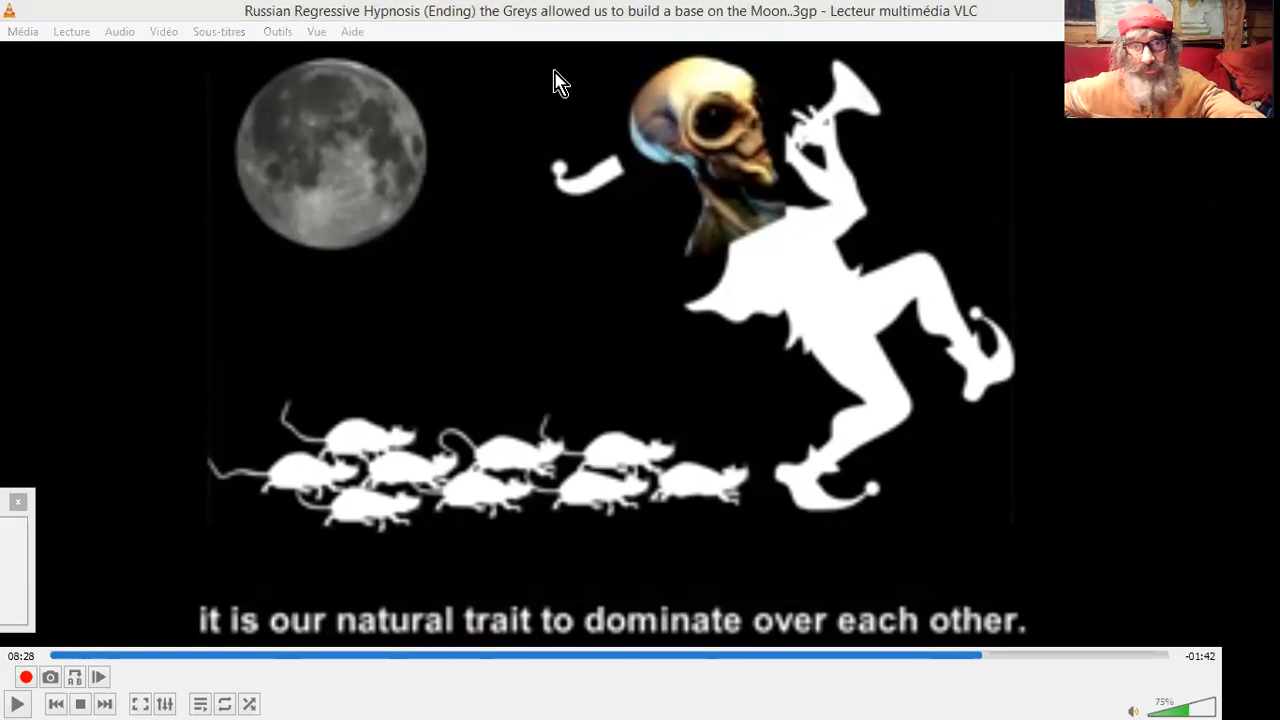 Russian Regressive Hypnosis (Ending) the Greys allowed us to build a base on the Moon..3gp - Lecteur multimédia VLC
Média Lecture Audio Vidéo Sous-titres Outils Vue Aide
x
it is our natural trait to dominate over each other.
08:28 -01:42
A B
75%